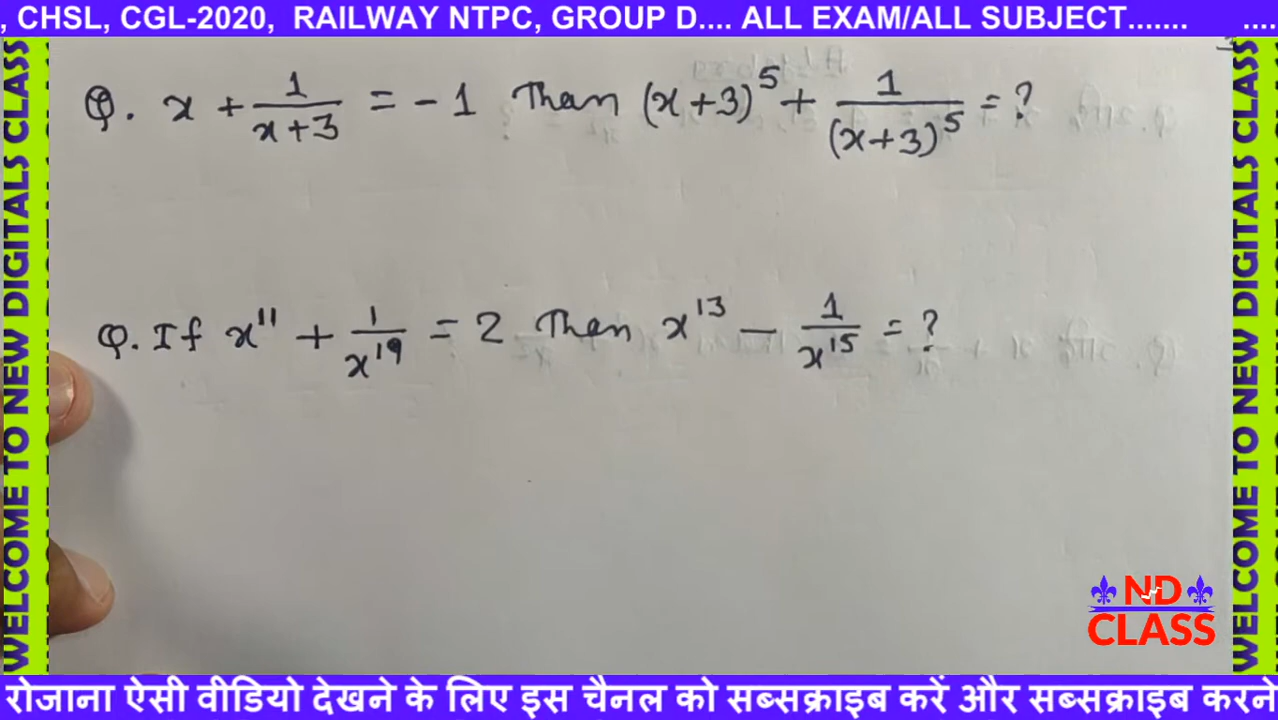 , CHSL, CGL-2020, RAILWAY NTPC, GROUP D.... ALL EXAM/ALL SUBJECT....... ....
WELCOME TO NEW DIGITALS CLASS
Q. x + 1/(x+3) = -1 Than (x+3)^5 + 1/(x+3)^5 = ?
Q. If x^11 + 1/x^19 = 2 Then x^13 - 1/x^15 = ?
WELCOME TO NEW DIGITALS CLASS
ND
CLASS
रोजाना ऐसी वीडियो देखने के लिए इस चैनल को सब्सक्राइब करें और सब्सक्राइब करने